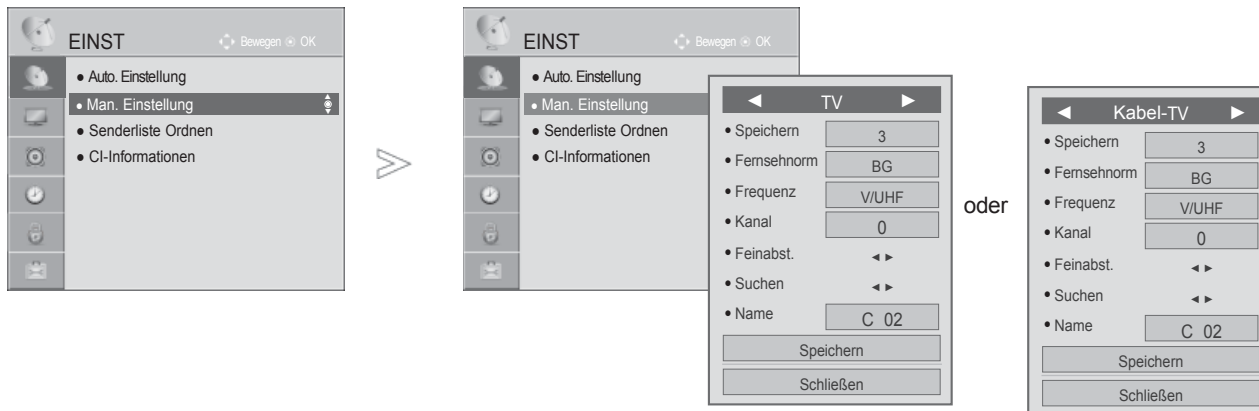 EINST
Bewegen OK
● Auto. Einstellung
● Man. Einstellung
● Senderliste Ordnen
● CI-Informationen
EINST
Bewegen OK
● Auto. Einstellung
● Man. Einstellung
● Senderliste Ordnen
● CI-Informationen
◄ TV ►
• Speichern 3
• Fernsehnorm BG
• Frequenz V/UHF
• Kanal 0
• Feinabst. ◄ ►
• Suchen ◄ ►
• Name C 02
Speichern
Schließen
oder
◄ Kabel-TV ►
• Speichern 3
• Fernsehnorm BG
• Frequenz V/UHF
• Kanal 0
• Feinabst. ◄ ►
• Suchen ◄ ►
• Name C 02
Speichern
Schließen